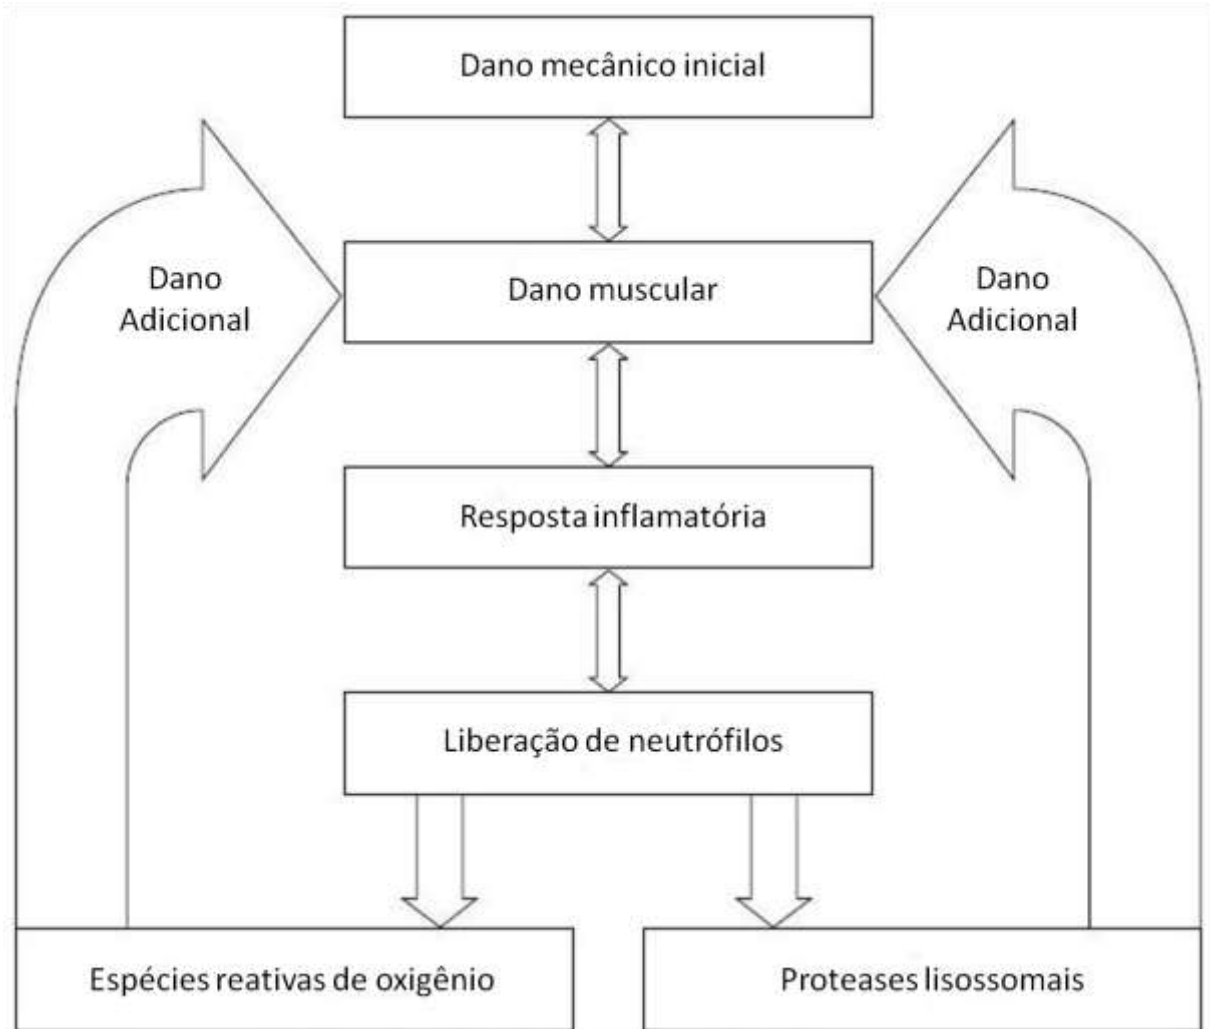 Dano mecânico inicial
Dano muscular
Dano
Adicional
Dano
Adicional
Resposta inflamatória
Liberação de neutrófilos
Espécies reativas de oxigênio
Proteases lisossomais